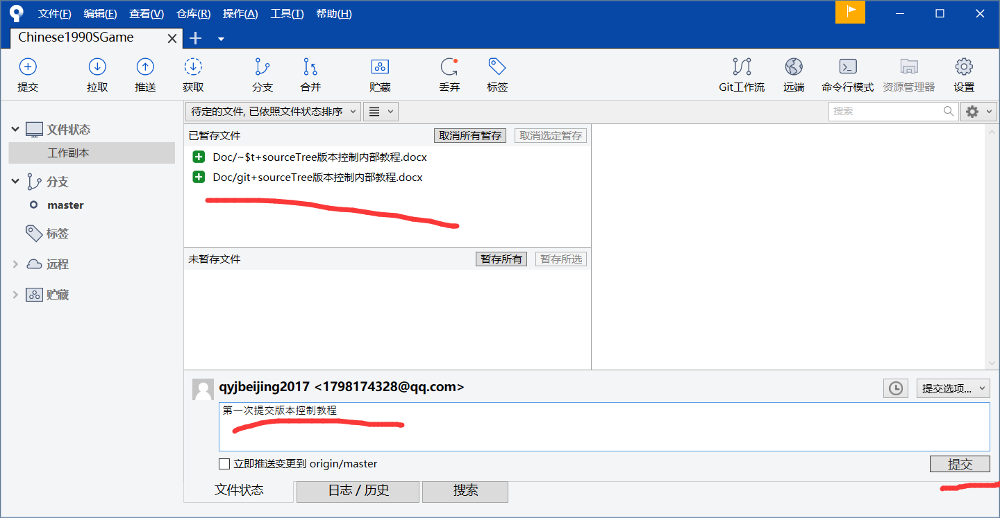 文件(F) 编辑(E) 查看(V) 仓库(R) 操作(A) 工具(T) 帮助(H)
Chinese1990SGame
提交 拉取 推送 获取 分支 合并 贮藏 丢弃 标签 Git工作流 远端 命令行模式 资源管理器 设置
待定的文件, 已依照文件状态排序 搜索
文件状态
工作副本
分支
master
标签
远程
贮藏
已暂存文件 取消所有暂存 取消选定暂存
Doc/~$t+sourceTree版本控制内部教程.docx
Doc/git+sourceTree版本控制内部教程.docx
未暂存文件 暂存所有 暂存所选
qyjbeijing2017 <1798174328@qq.com> 提交选项...
第一次提交版本控制教程
立即推送变更到 origin/master 提交
文件状态 日志 / 历史 搜索